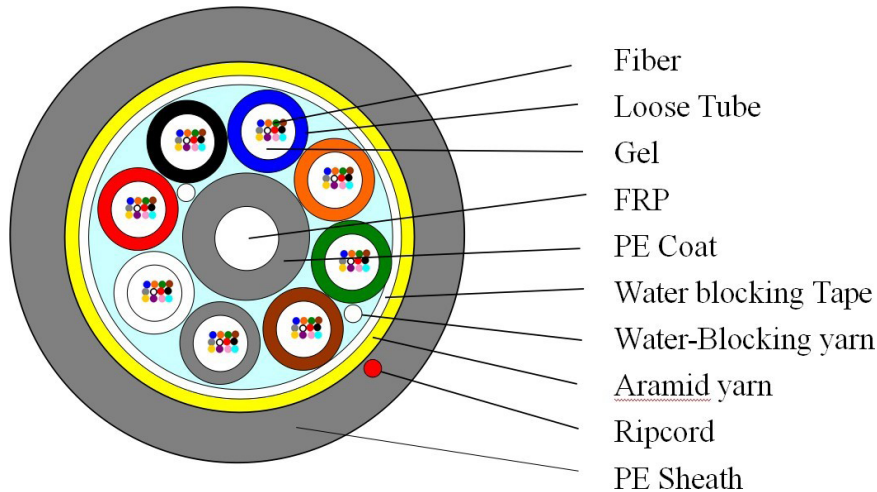 Fiber
Loose Tube
Gel
FRP
PE Coat
Water blocking Tape
Water-Blocking yarn
Aramid yarn
Ripcord
PE Sheath